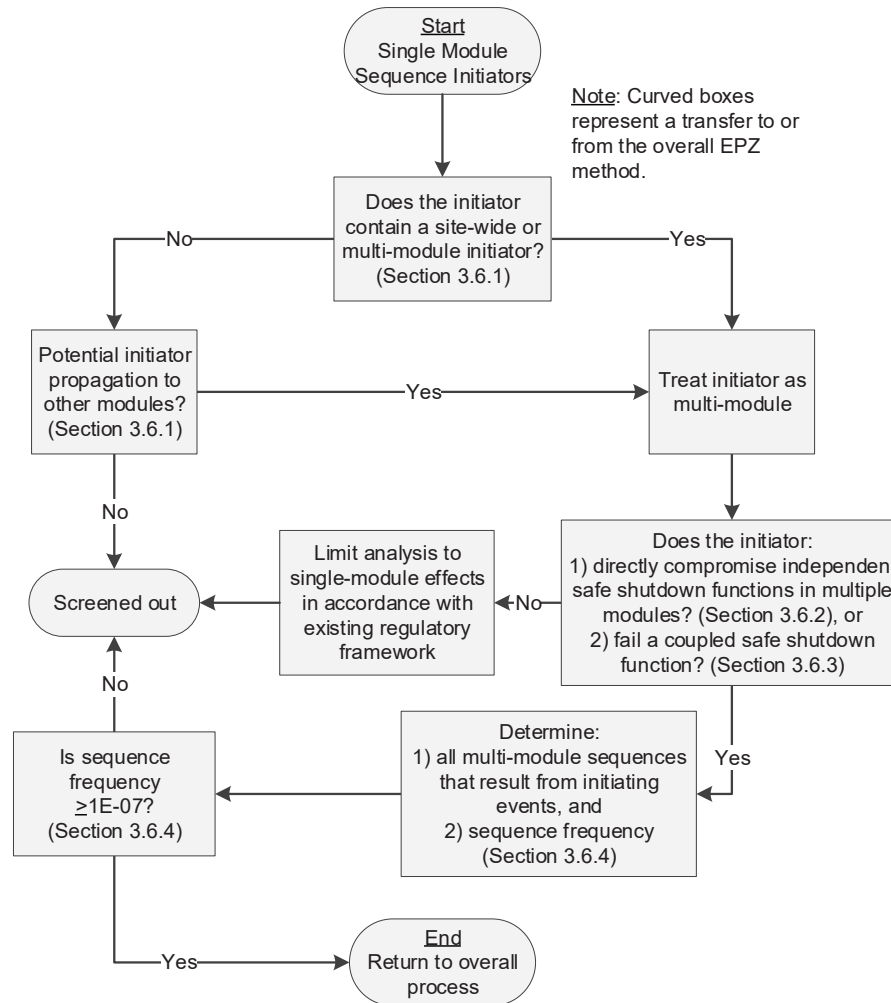 Start
Single Module
Sequence Initiators
Note: Curved boxes
represent a transfer to or
from the overall EPZ
method.
Does the initiator
contain a site-wide or
multi-module initiator?
(Section 3.6.1)
No
Yes
Potential initiator
propagation to
other modules?
(Section 3.6.1)
Yes
Treat initiator as
multi-module
No
Does the initiator:
1) directly compromise independen
safe shutdown functions in multiple
modules? (Section 3.6.2), or
2) fail a coupled safe shutdown
function? (Section 3.6.3)
No
Limit analysis to
single-module effects
in accordance with
existing regulatory
framework
Screened out
No
Yes
Determine:
1) all multi-module sequences
that result from initiating
events, and
2) sequence frequency
(Section 3.6.4)
Is sequence
frequency
≥1E-07?
(Section 3.6.4)
Yes
End
Return to overall
process